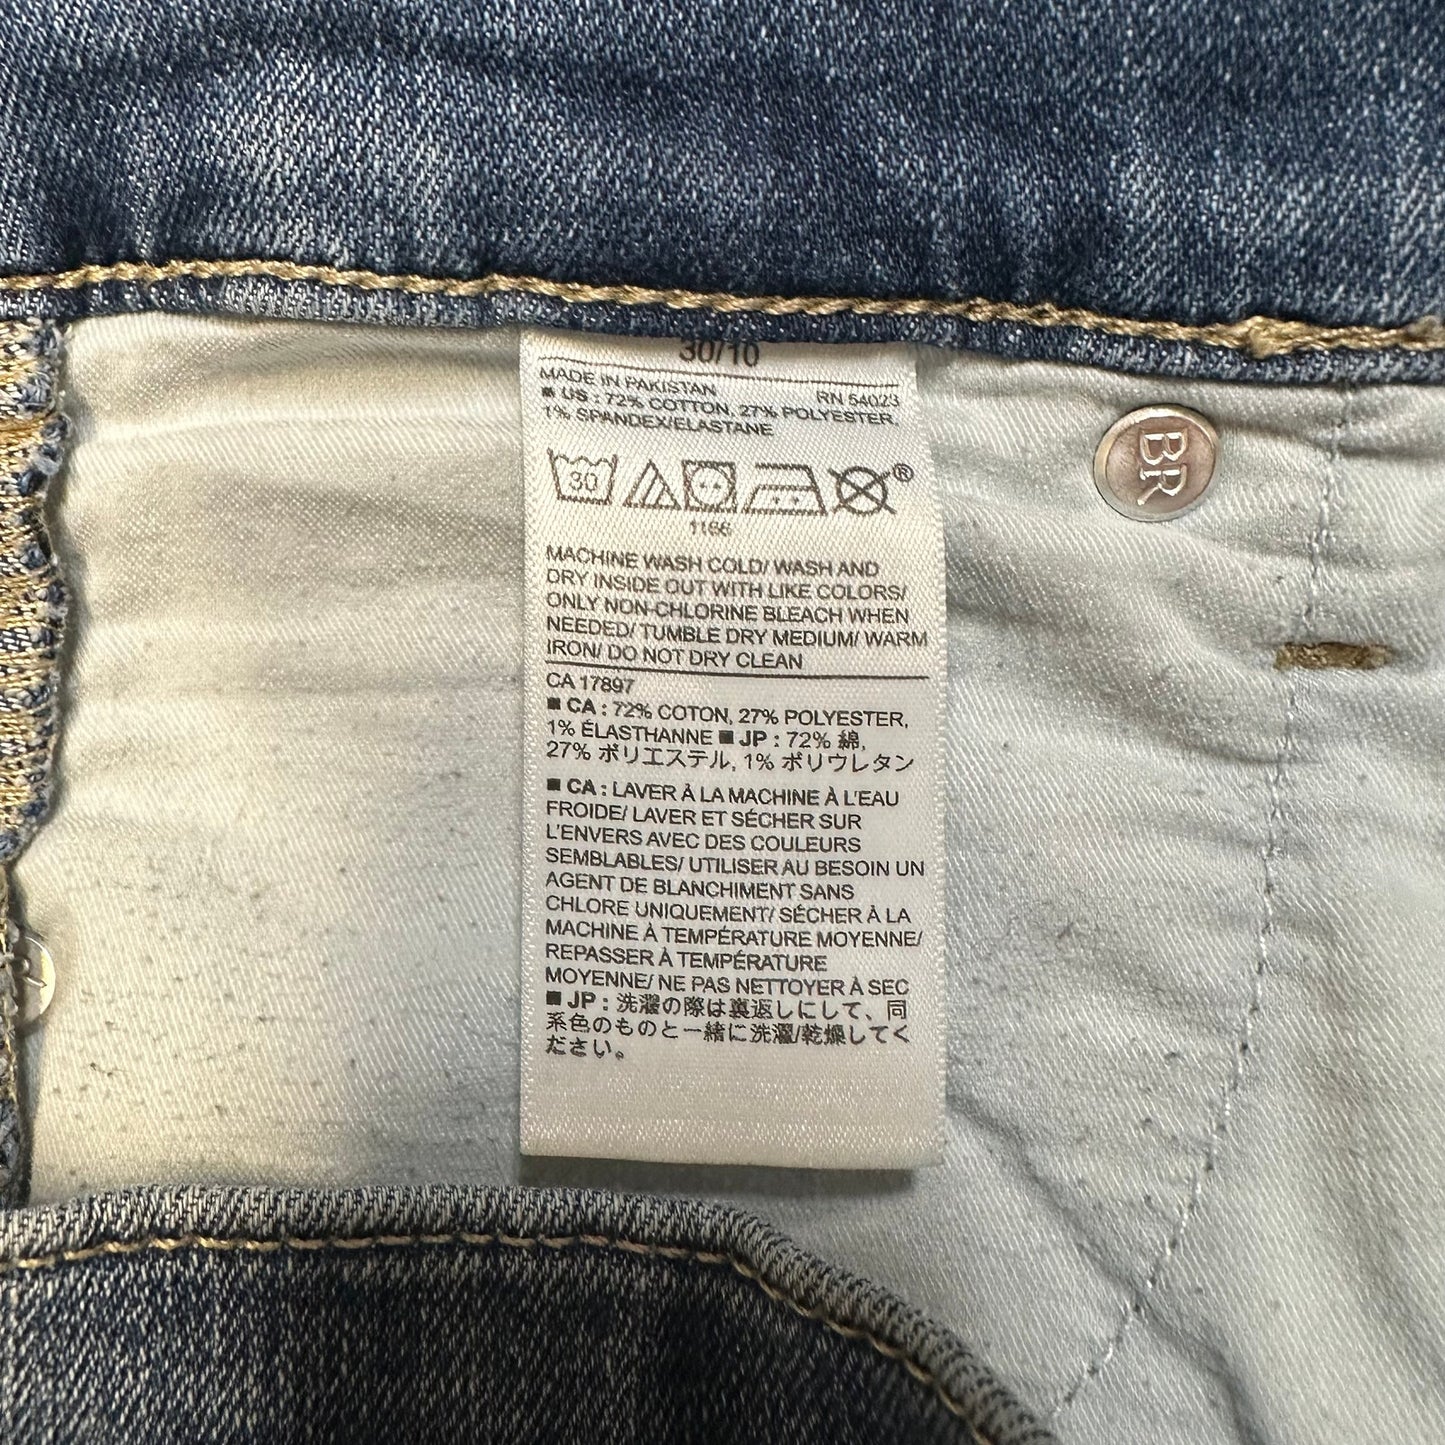 30/10
MADE IN PAKISTAN RN 54023
■ US : 72% COTTON, 27% POLYESTER,
1% SPANDEX/ELASTANE
30
®
1166
MACHINE WASH COLD/ WASH AND
DRY INSIDE OUT WITH LIKE COLORS/
ONLY NON-CHLORINE BLEACH WHEN
NEEDED/ TUMBLE DRY MEDIUM/ WARM
IRON/ DO NOT DRY CLEAN
CA 17897
■ CA : 72% COTON, 27% POLYESTER,
1% ÉLASTHANNE ■ JP : 72% 綿,
27% ポリエステル, 1% ポリウレタン
■ CA : LAVER À LA MACHINE À L'EAU
FROIDE/ LAVER ET SÉCHER SUR
L'ENVERS AVEC DES COULEURS
SEMBLABLES/ UTILISER AU BESOIN UN
AGENT DE BLANCHIMENT SANS
CHLORE UNIQUEMENT/ SÉCHER À LA
MACHINE À TEMPÉRATURE MOYENNE/
REPASSER À TEMPÉRATURE
MOYENNE/ NE PAS NETTOYER À SEC
■ JP : 洗濯の際は裏返しにして、同
系色のものと一緒に洗濯/乾燥してく
ださい。
BR